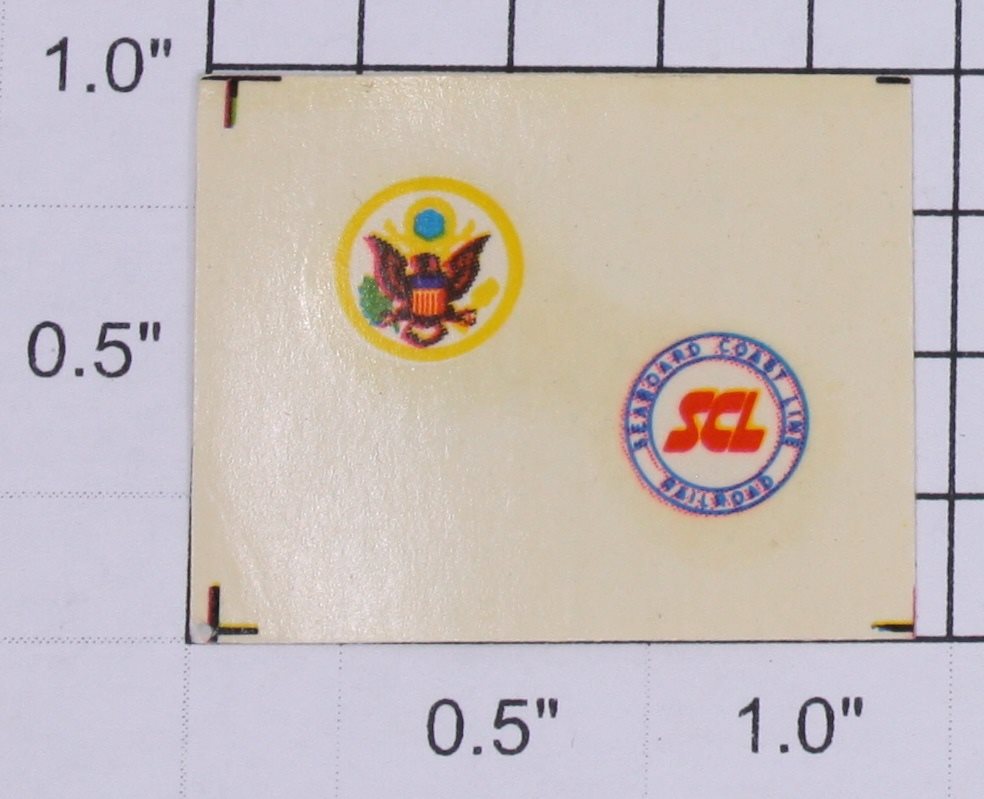 1.0"
0.5"
SEABOARD COAST LINE
SCL
RAILROAD
0.5"
1.0"